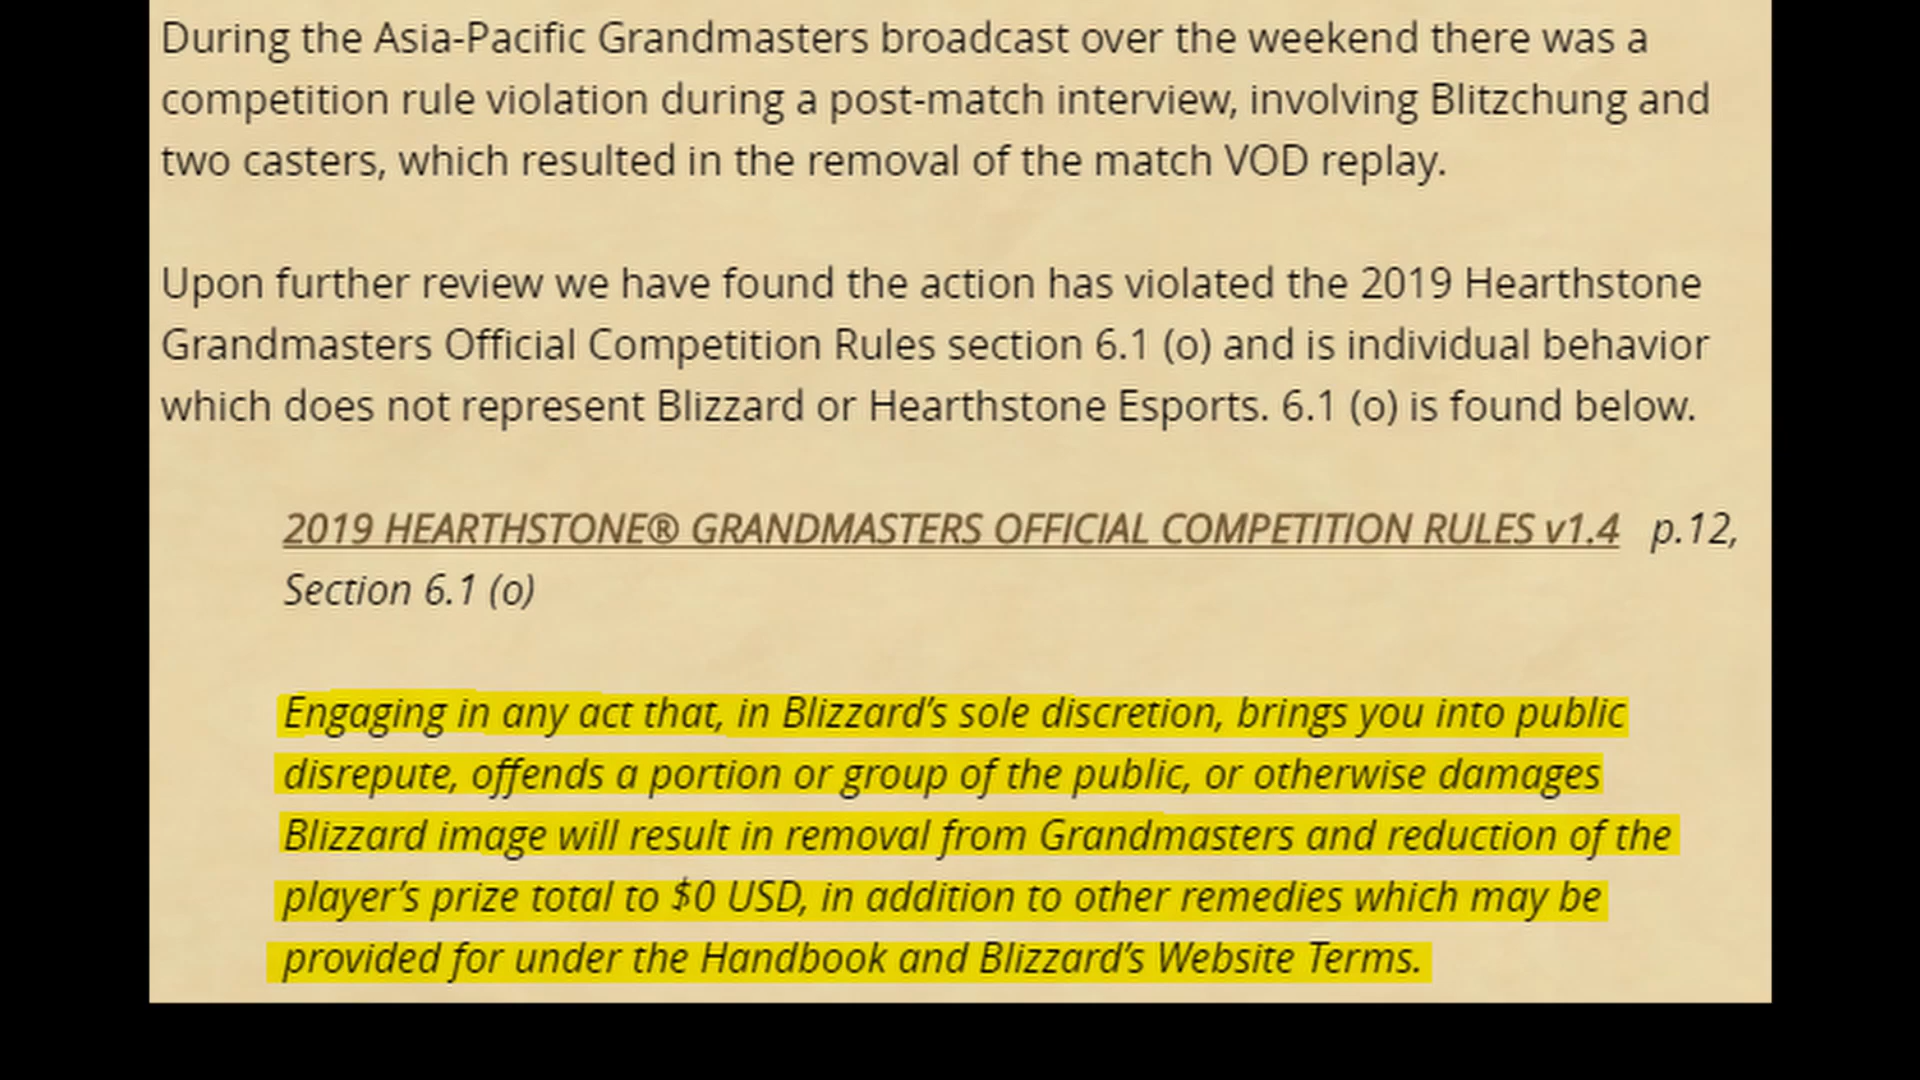 During the Asia-Pacific Grandmasters broadcast over the weekend there was a
competition rule violation during a post-match interview, involving Blitzchung and
two casters, which resulted in the removal of the match VOD replay.
Upon further review we have found the action has violated the 2019 Hearthstone
Grandmasters Official Competition Rules section 6.1 (o) and is individual behavior
which does not represent Blizzard or Hearthstone Esports. 6.1 (o) is found below.
2019 HEARTHSTONE® GRANDMASTERS OFFICIAL COMPETITION RULES v1.4 p.12,
Section 6.1 (o)
Engaging in any act that, in Blizzard’s sole discretion, brings you into public
disrepute, offends a portion or group of the public, or otherwise damages
Blizzard image will result in removal from Grandmasters and reduction of the
player’s prize total to $0 USD, in addition to other remedies which may be
provided for under the Handbook and Blizzard’s Website Terms.